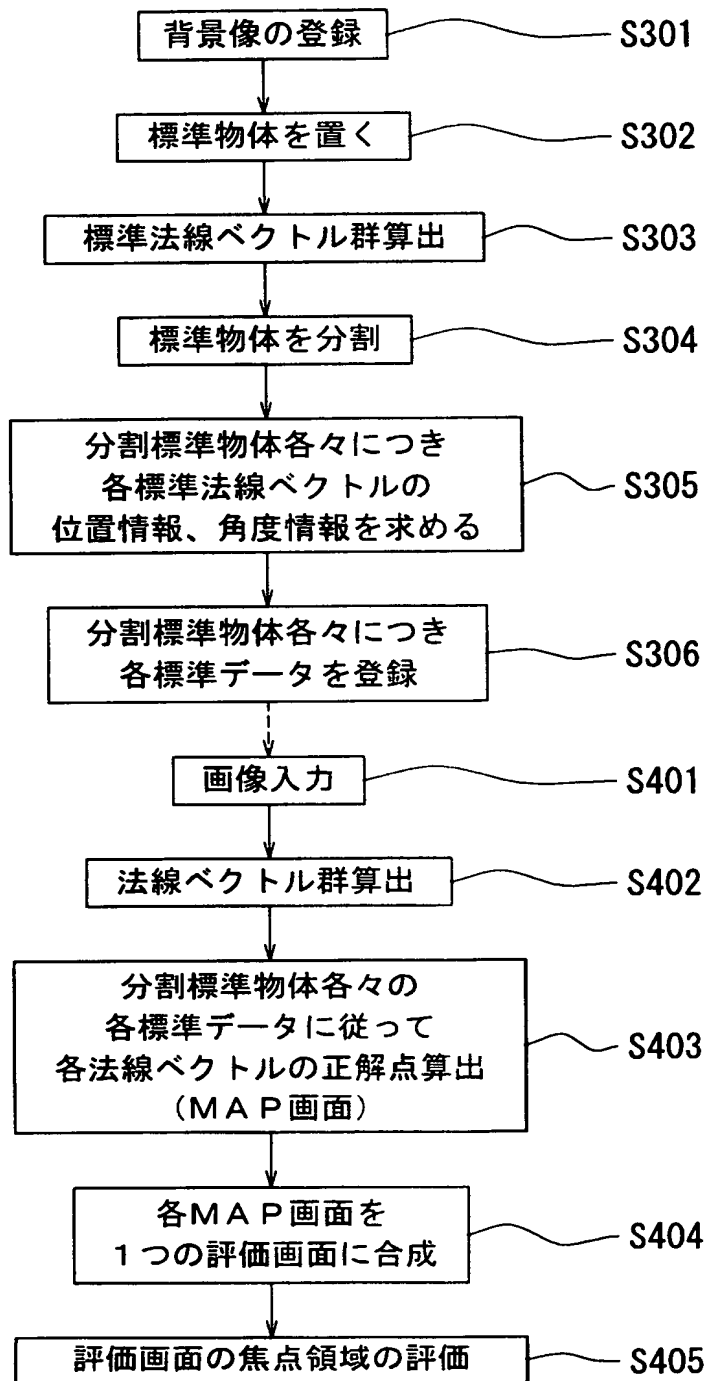 背景像の登録
S301
標準物体を置く
S302
標準法線ベクトル群算出
S303
標準物体を分割
S304
分割標準物体各々につき
各標準法線ベクトルの
位置情報、角度情報を求める
S305
分割標準物体各々につき
各標準データを登録
S306
画像入力
S401
法線ベクトル群算出
S402
分割標準物体各々の
各標準データに従って
各法線ベクトルの正解点算出
（ＭＡＰ画面）
S403
各ＭＡＰ画面を
１つの評価画面に合成
S404
評価画面の焦点領域の評価
S405